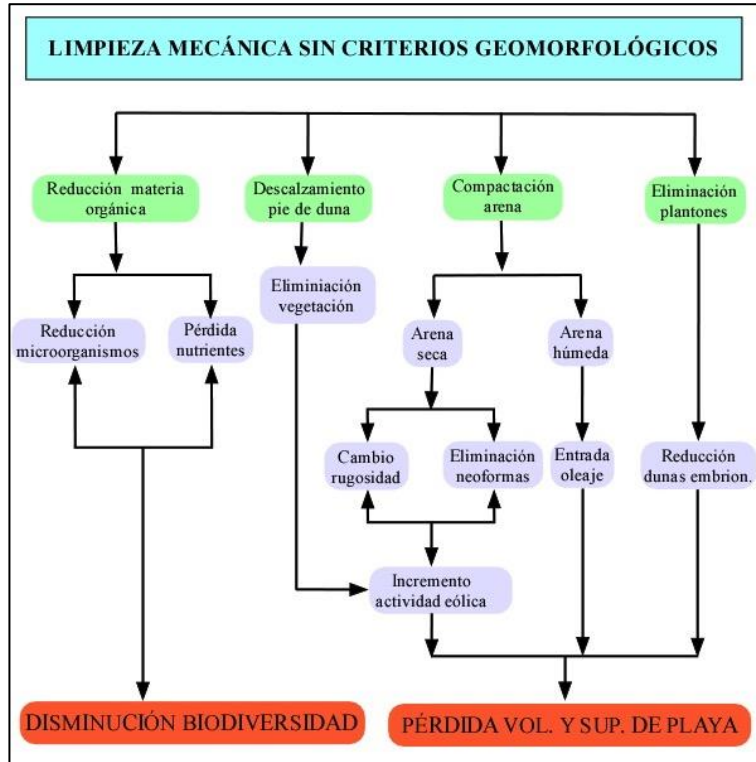 LIMPIEZA MECÁNICA SIN CRITERIOS GEOMORFOLÓGICOS
Reducción materia
orgánica
Descalzamiento
pie de duna
Compactación
arena
Eliminación
plantones
Eliminiación
vegetación
Reducción
microorganismos
Pérdida
nutrientes
Arena
seca
Arena
húmeda
Cambio
rugosidad
Eliminación
neoformas
Entrada
oleaje
Reducción
dunas embrion.
Incremento
actividad eólica
DISMINUCIÓN BIODIVERSIDAD
PÉRDIDA VOL. Y SUP. DE PLAYA